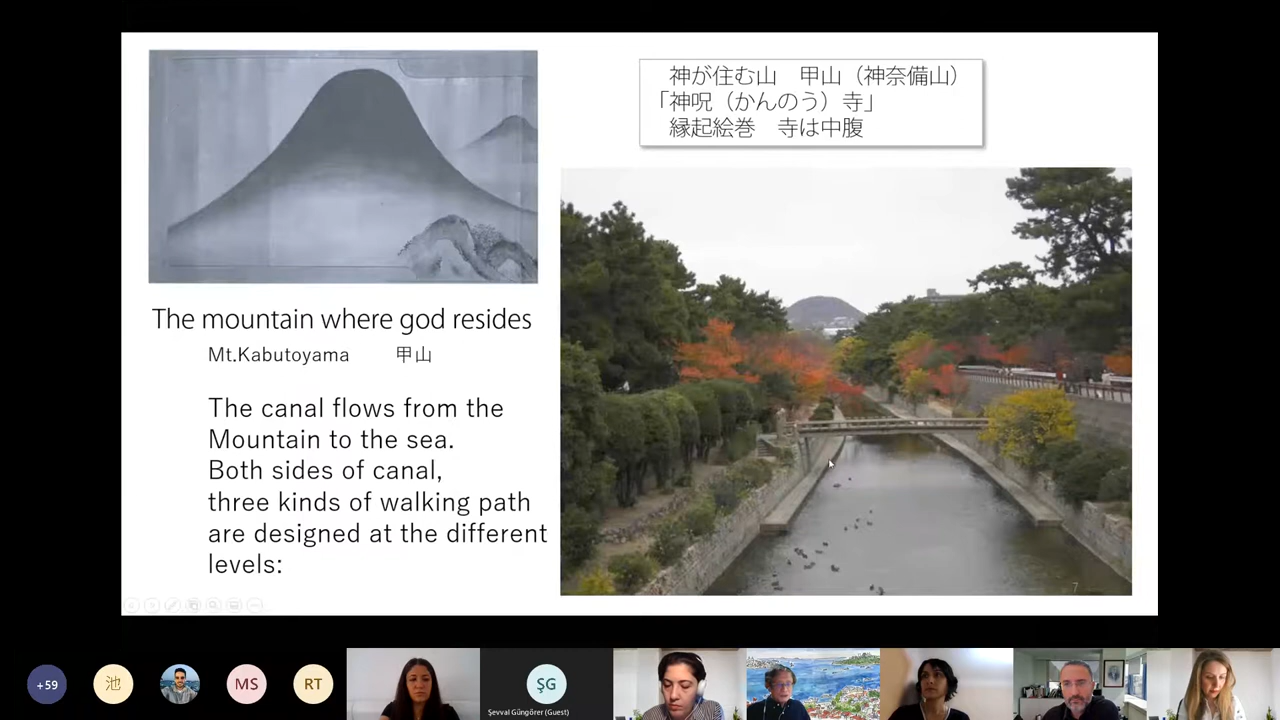 神が住む山　甲山（神奈備山）
「神呪（かんのう）寺」
縁起絵巻　寺は中腹
The mountain where god resides
Mt.Kabutoyama 甲山
The canal flows from the
Mountain to the sea.
Both sides of canal,
three kinds of walking path
are designed at the different
levels:
7
+59
池
MS
RT
ŞG
Şevval Güngörer (Guest)